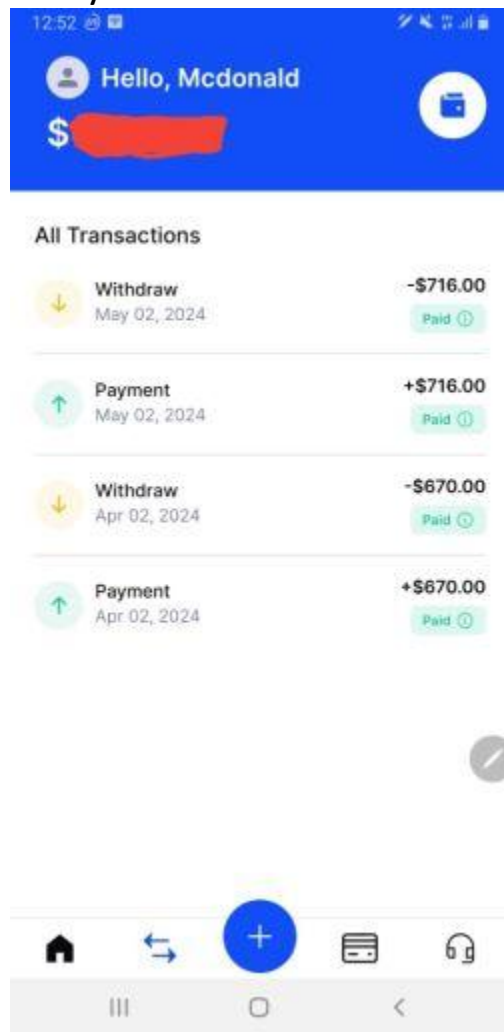 12:52
Hello, Mcdonald
$
All Transactions
Withdraw
-$716.00
May 02, 2024
Paid
Payment
+$716.00
May 02, 2024
Paid
Withdraw
-$670.00
Apr 02, 2024
Paid
Payment
+$670.00
Apr 02, 2024
Paid